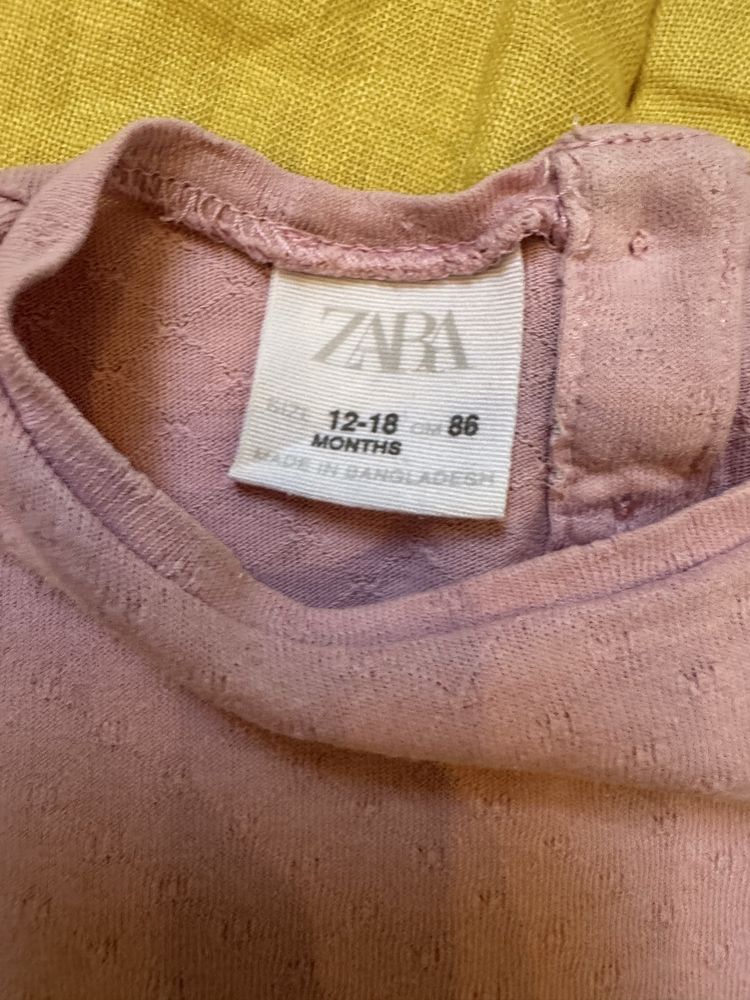 ZARA
SIZE 12-18 CM 86
MONTHS
MADE IN BANGLADESH